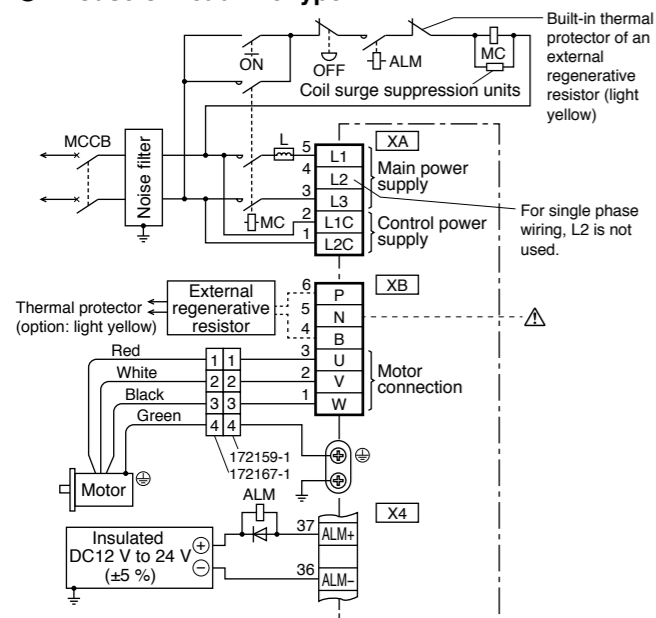 Built-in thermal
protector of an
external
regenerative
resistor (light
yellow)
ON
OFF
ALM
MC
Coil surge suppression units
MCCB
Noise filter
L
MC
5
4
3
2
1
L1
L2
L3
L1C
L2C
XA
Main power
supply
Control power
supply
For single phase
wiring, L2 is not
used.
Thermal protector
(option: light yellow)
External
regenerative
resistor
6
5
4
3
2
1
P
N
B
U
V
W
XB
Motor
connection
Red
White
Black
Green
1 1
2 2
3 3
4 4
172159-1
172167-1
Motor
ALM
X4
Insulated
DC12 V to 24 V
(±5 %)
37
36
ALM+
ALM−